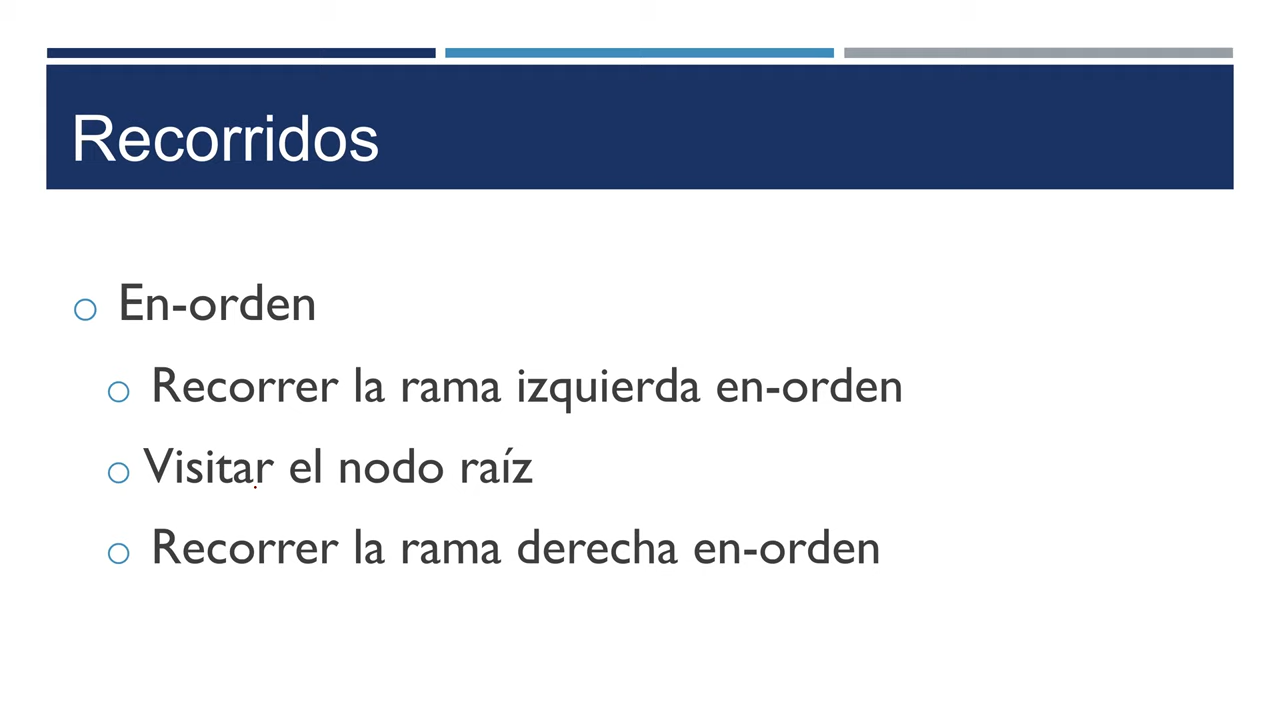 Recorridos
En-orden
Recorrer la rama izquierda en-orden
Visitar el nodo raíz
Recorrer la rama derecha en-orden